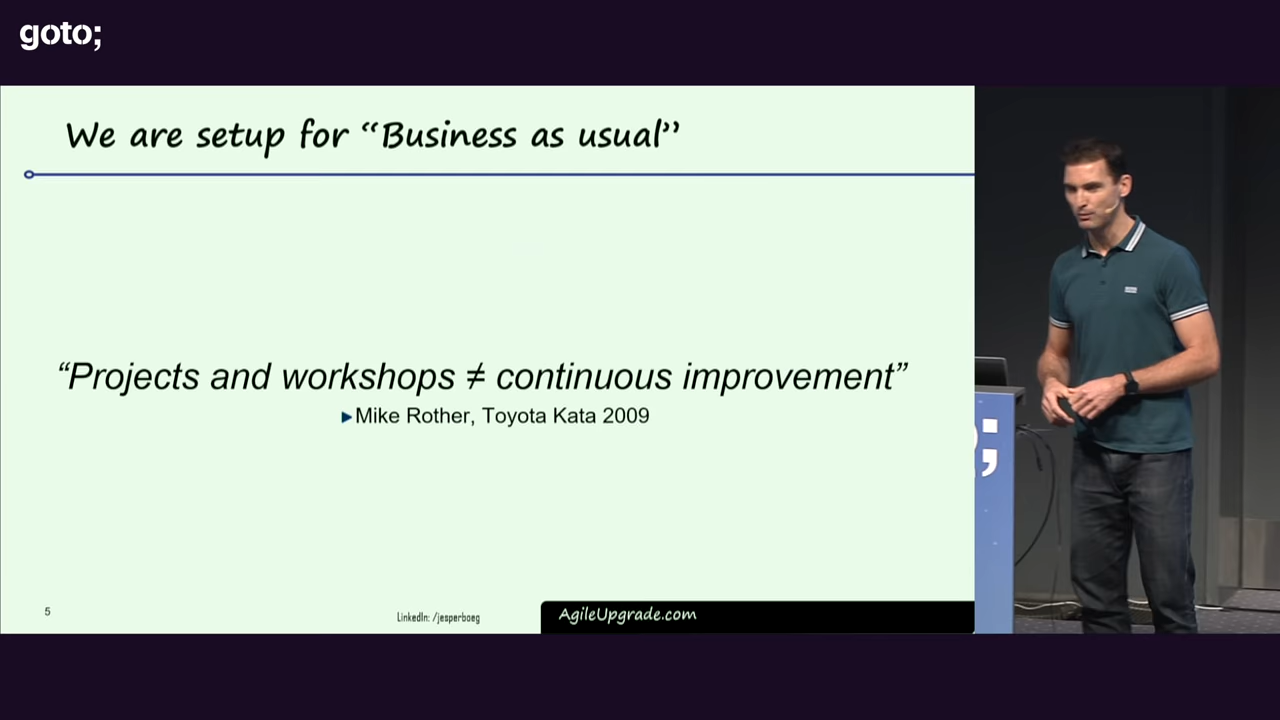 goto;
We are setup for “Business as usual”
“Projects and workshops ≠ continuous improvement”
Mike Rother, Toyota Kata 2009
5
LinkedIn: /jesperboeg
AgileUpgrade.com
;